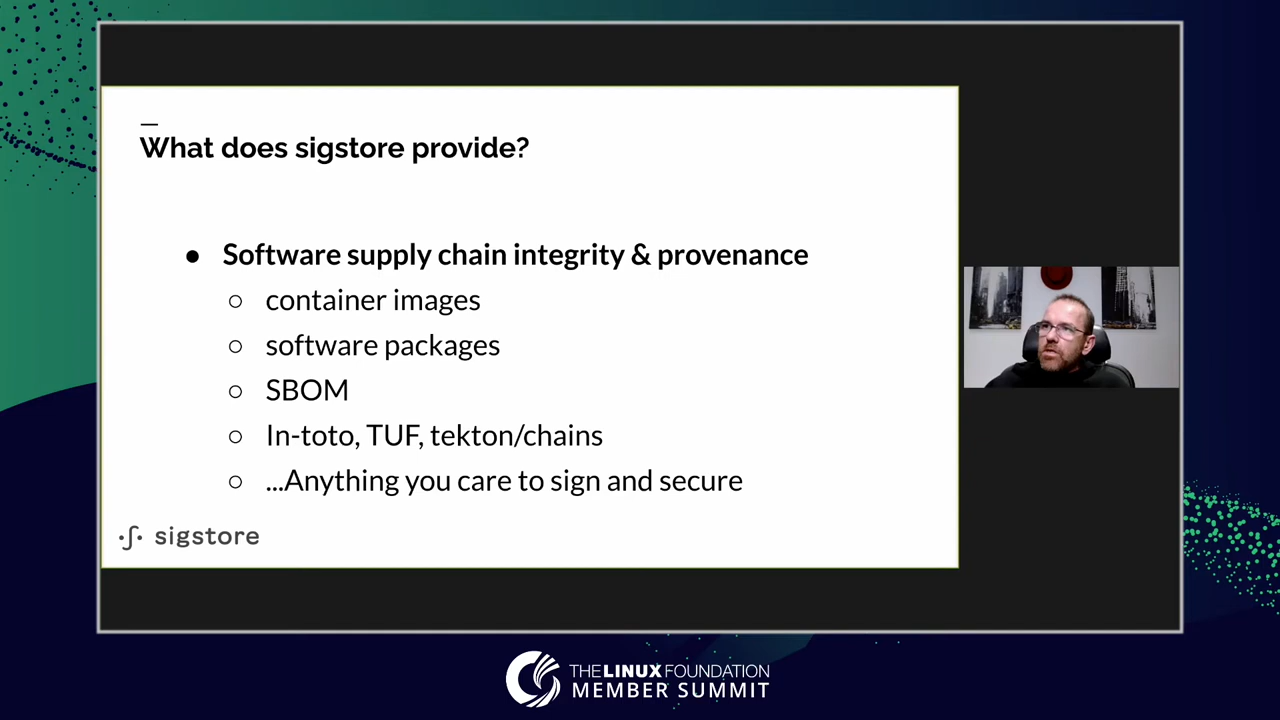 What does sigstore provide?
● Software supply chain integrity & provenance
○ container images
○ software packages
○ SBOM
○ In-toto, TUF, tekton/chains
○ ...Anything you care to sign and secure
sigstore
THE LINUX FOUNDATION
MEMBER SUMMIT